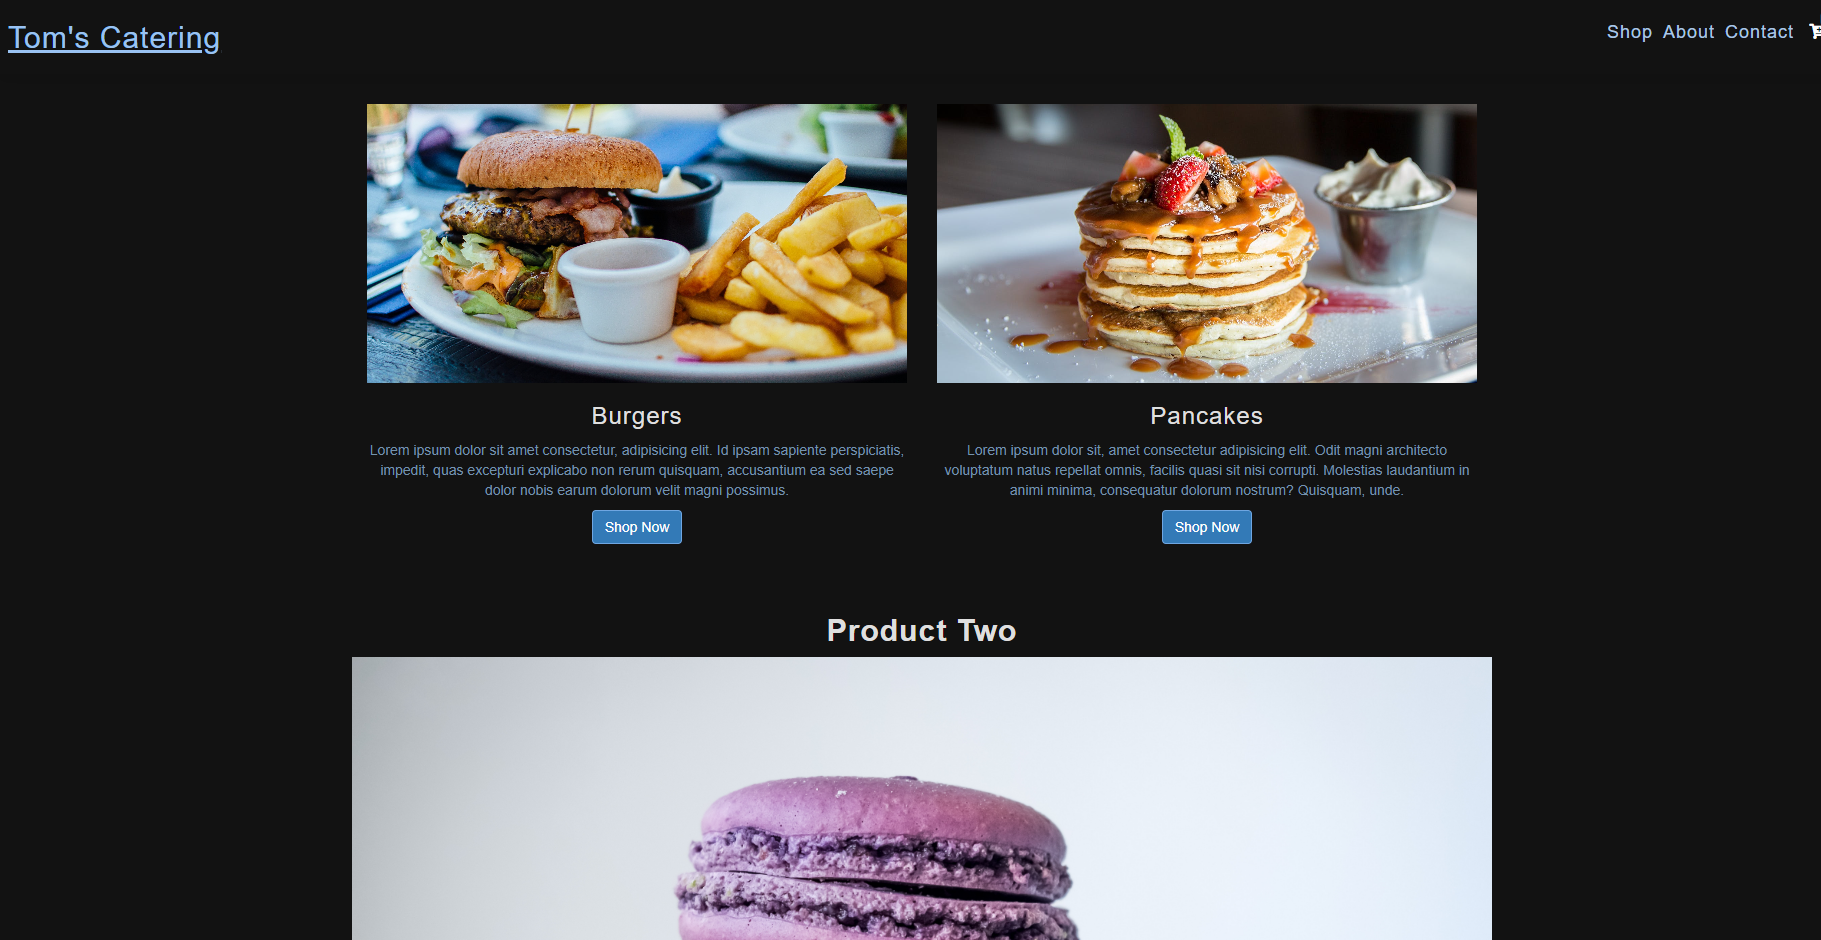 Tom's Catering
Shop About Contact
Burgers
Lorem ipsum dolor sit amet consectetur, adipisicing elit. Id ipsam sapiente perspiciatis,
impedit, quas excepturi explicabo non rerum quisquam, accusantium ea sed saepe
dolor nobis earum dolorum velit magni possimus.
Shop Now
Pancakes
Lorem ipsum dolor sit, amet consectetur adipisicing elit. Odit magni architecto
voluptatum natus repellat omnis, facilis quasi sit nisi corrupti. Molestias laudantium in
animi minima, consequatur dolorum nostrum? Quisquam, unde.
Shop Now
Product Two